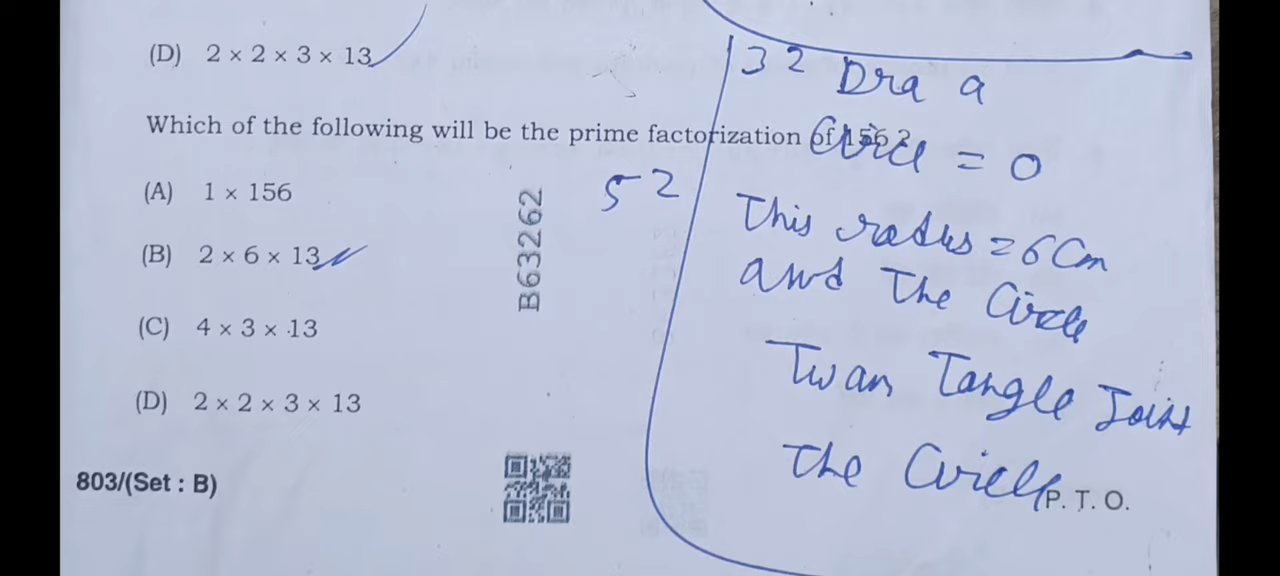 (D) 2 × 2 × 3 × 13
Which of the following will be the prime factorization of 156 ?
(A) 1 × 156
(B) 2 × 6 × 13
(C) 4 × 3 × 13
(D) 2 × 2 × 3 × 13
803/(Set : B)
B63262
P. T. O.
52
32 Dra a
= 0
This = 6 Cm
and The Circle
Twan Tangle Joint
the